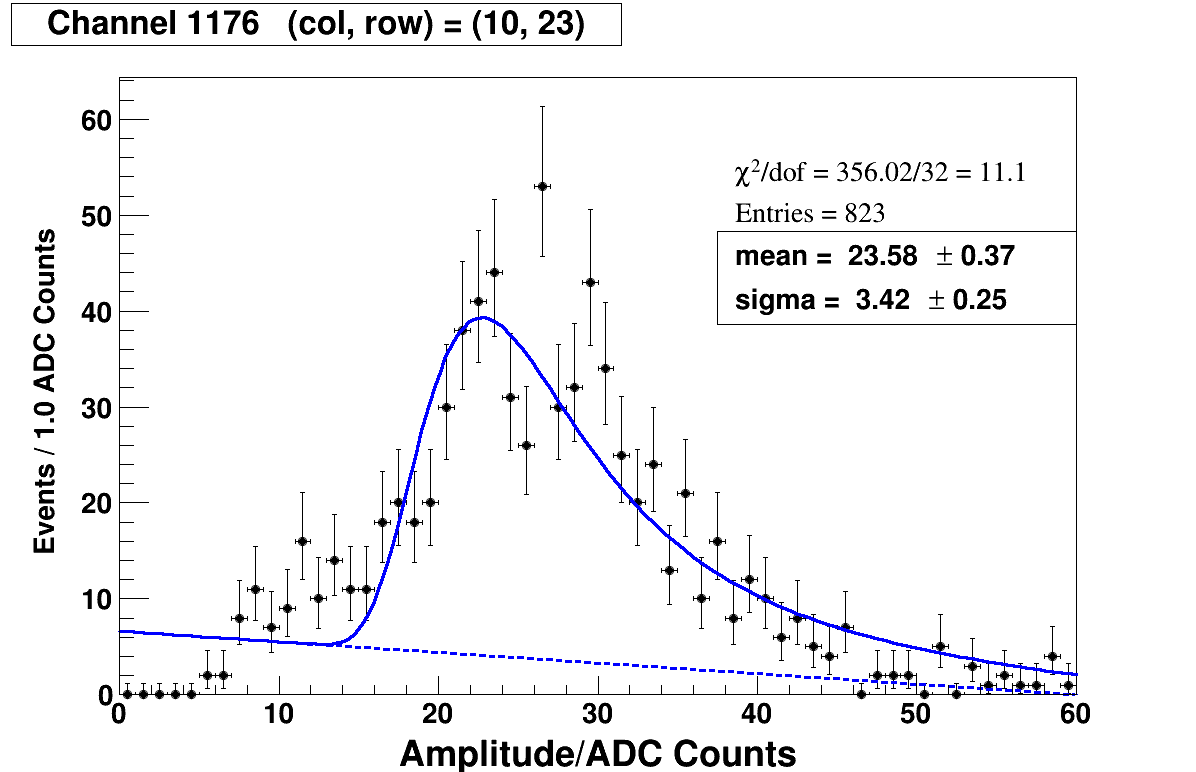 Channel 1176 (col, row) = (10, 23)
χ²/dof = 356.02/32 = 11.1
Entries = 823
mean = 23.58 ± 0.37
sigma = 3.42 ± 0.25
Events / 1.0 ADC Counts
60
50
40
30
20
10
0
0 10 20 30 40 50 60
Amplitude/ADC Counts